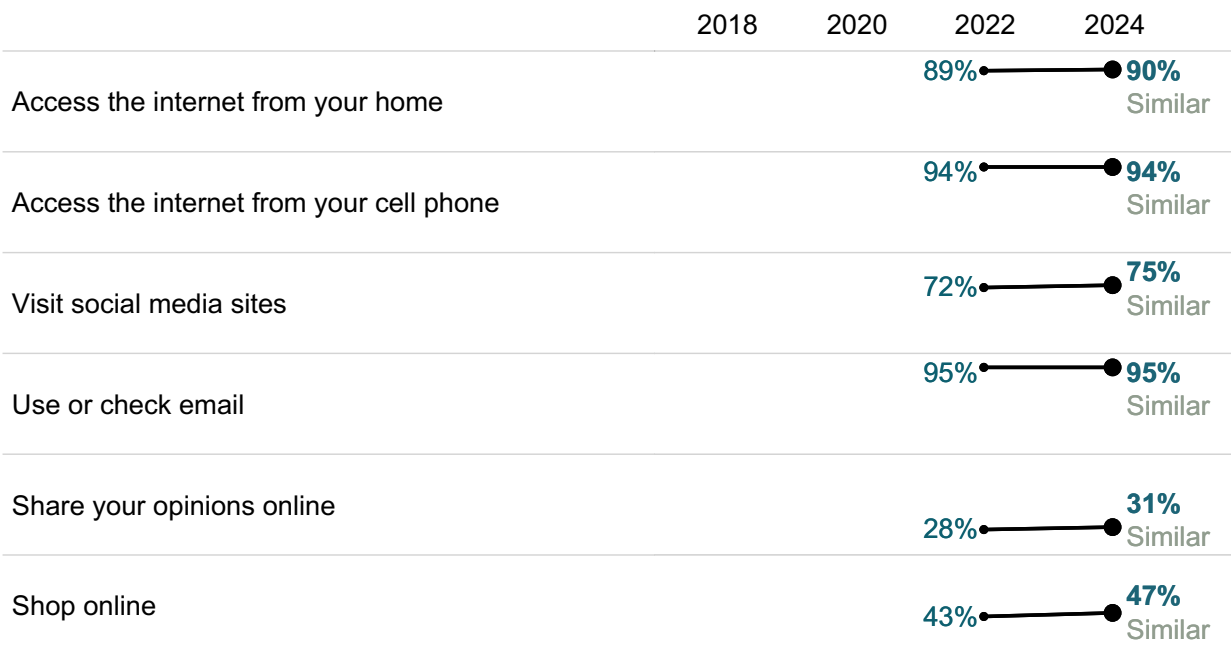 2018 2020 2022 2024
Access the internet from your home
89% 90%
Similar
Access the internet from your cell phone
94% 94%
Similar
Visit social media sites
72% 75%
Similar
Use or check email
95% 95%
Similar
Share your opinions online
28% 31%
Similar
Shop online
43% 47%
Similar